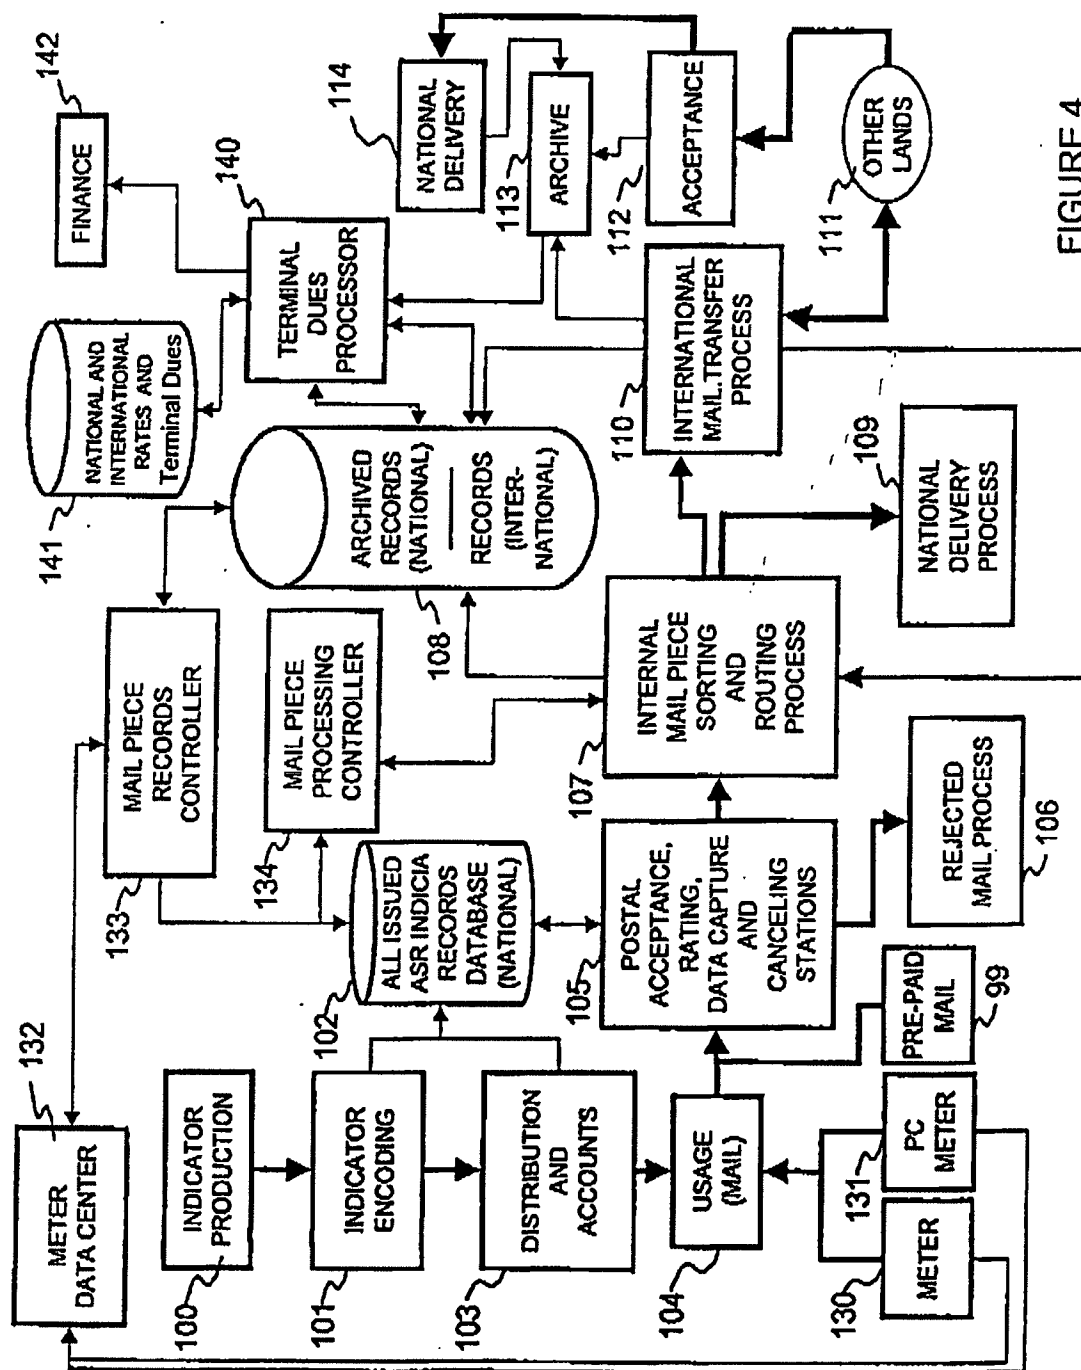 132
METER
DATA CENTER
100
INDICATOR
PRODUCTION
101
INDICATOR
ENCODING
103
DISTRIBUTION
AND
ACCOUNTS
104
USAGE
(MAIL)
130
METER
131
PC
METER
99
PRE-PAID
MAIL
133
MAIL PIECE
RECORDS
CONTROLLER
134
MAIL PIECE
PROCESSING
CONTROLLER
102
ALL ISSUED
ASR INDICIA
RECORDS
DATABASE
(NATIONAL)
105
POSTAL
ACCEPTANCE,
RATING,
DATA CAPTURE
AND
CANCELING
STATIONS
106
REJECTED
MAIL PROCESS
141
NATIONAL AND
INTERNATIONAL
RATES AND
Terminal Dues
108
ARCHIVED
RECORDS
(NATIONAL)
RECORDS
(INTER-
NATIONAL)
107
INTERNAL
MAIL PIECE
SORTING
AND
ROUTING
PROCESS
109
NATIONAL
DELIVERY
PROCESS
142
FINANCE
140
TERMINAL
DUES
PROCESSOR
110
INTERNATIONAL
MAIL.TRANSFER
PROCESS
114
NATIONAL
DELIVERY
113
ARCHIVE
112
ACCEPTANCE
111
OTHER
LANDS
FIGURE 4